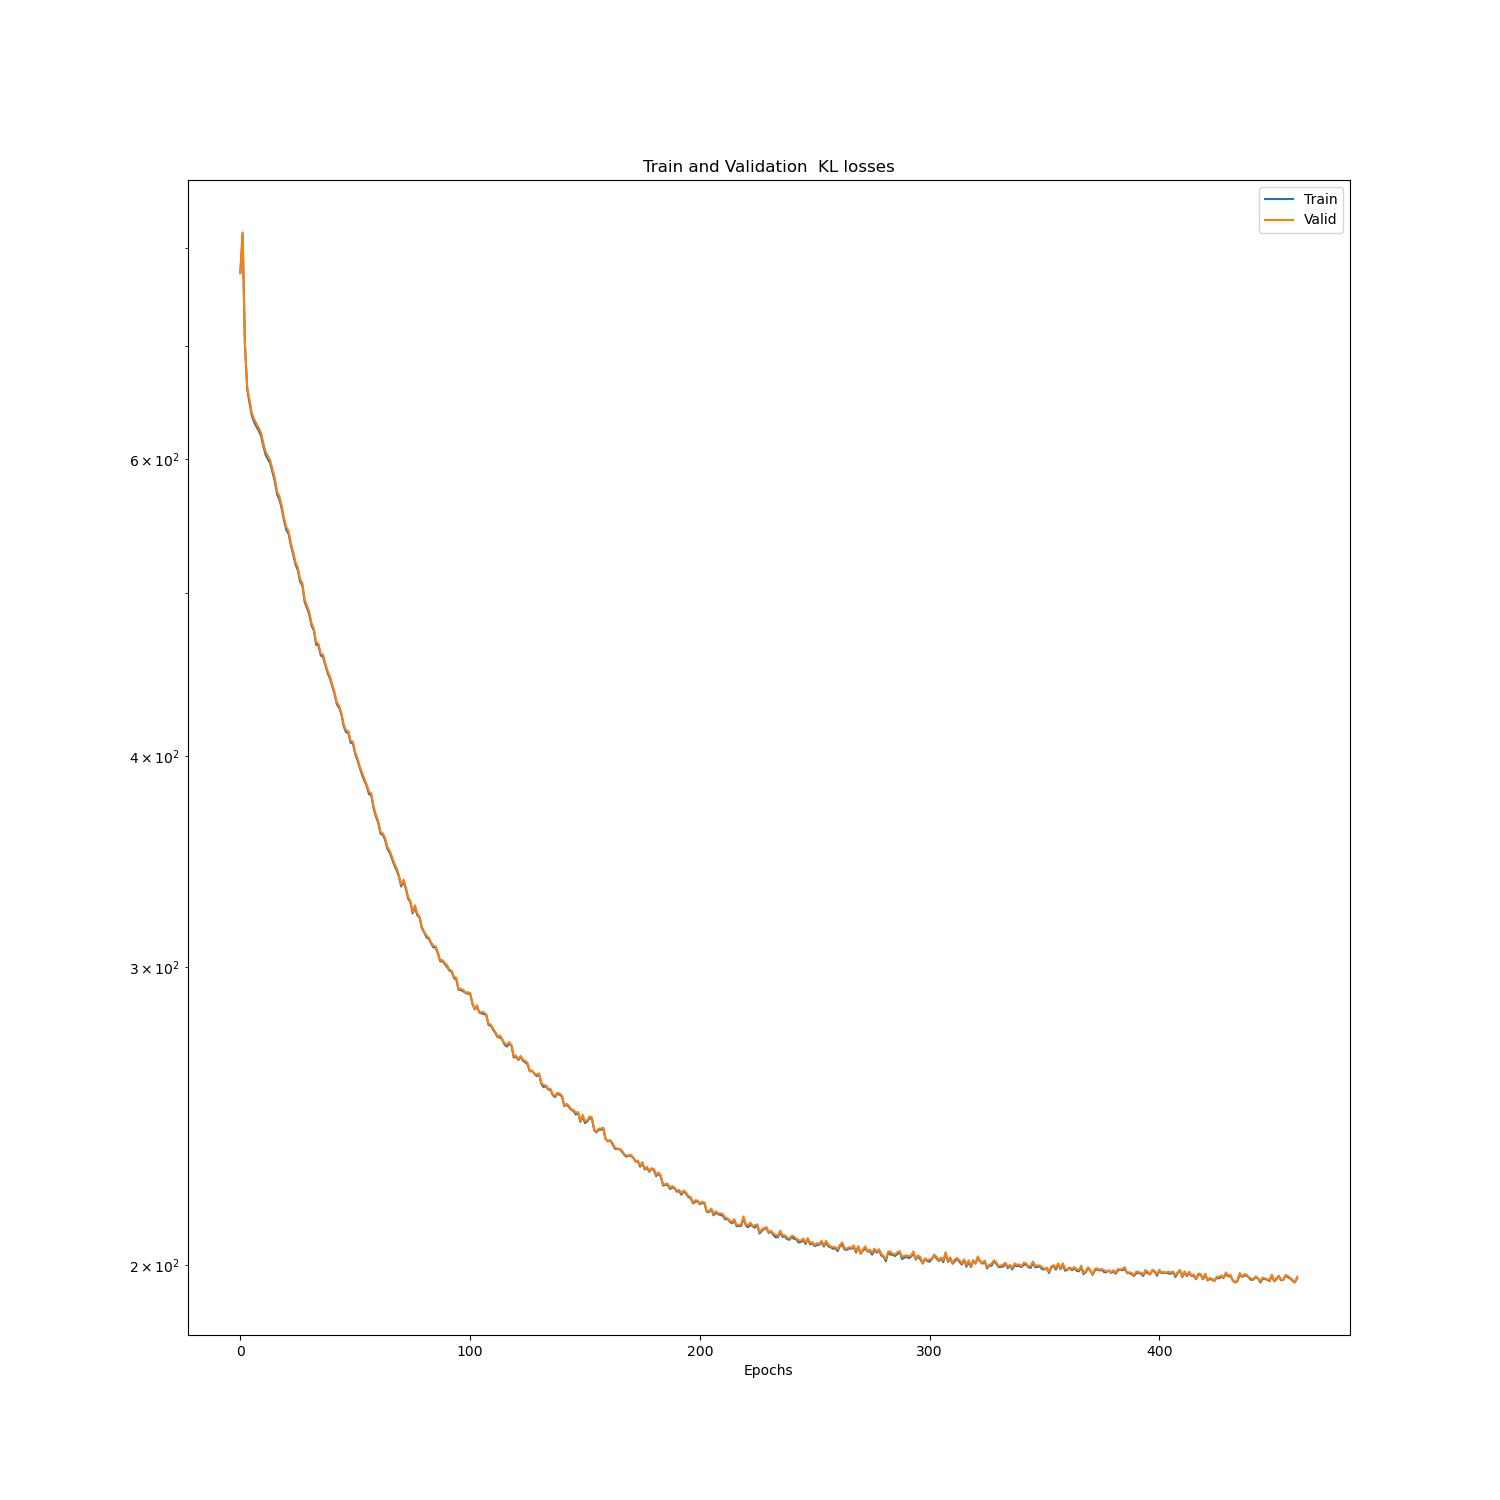 Train and Validation  KL losses
Train
Valid
6 × 10²
4 × 10²
3 × 10²
2 × 10²
0 100 200 300 400
Epochs